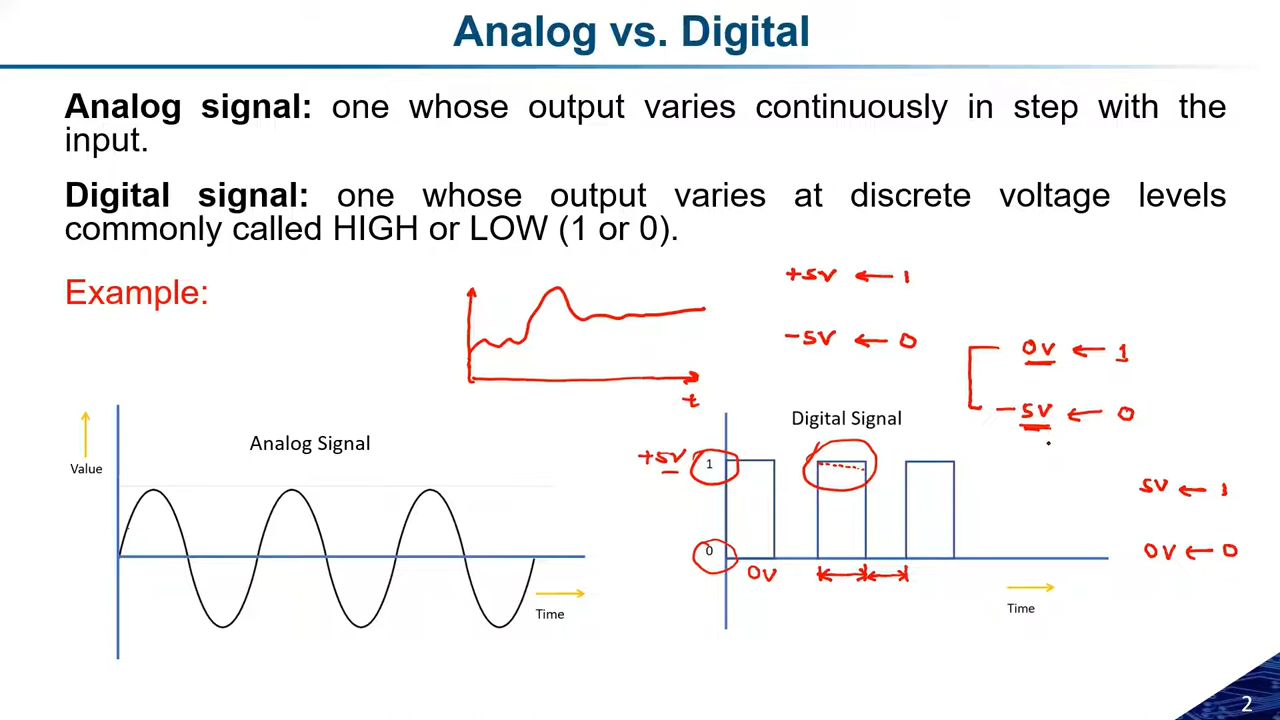 Analog vs. Digital
Analog signal: one whose output varies continuously in step with the
input.
Digital signal: one whose output varies at discrete voltage levels
commonly called HIGH or LOW (1 or 0).
Example:
+5V ← 1
-5V ← 0
t
0V ← 1
-5V ← 0
Analog Signal
Value
Time
Digital Signal
+5V
1
0
0V
Time
5V ← 1
0V ← 0
2